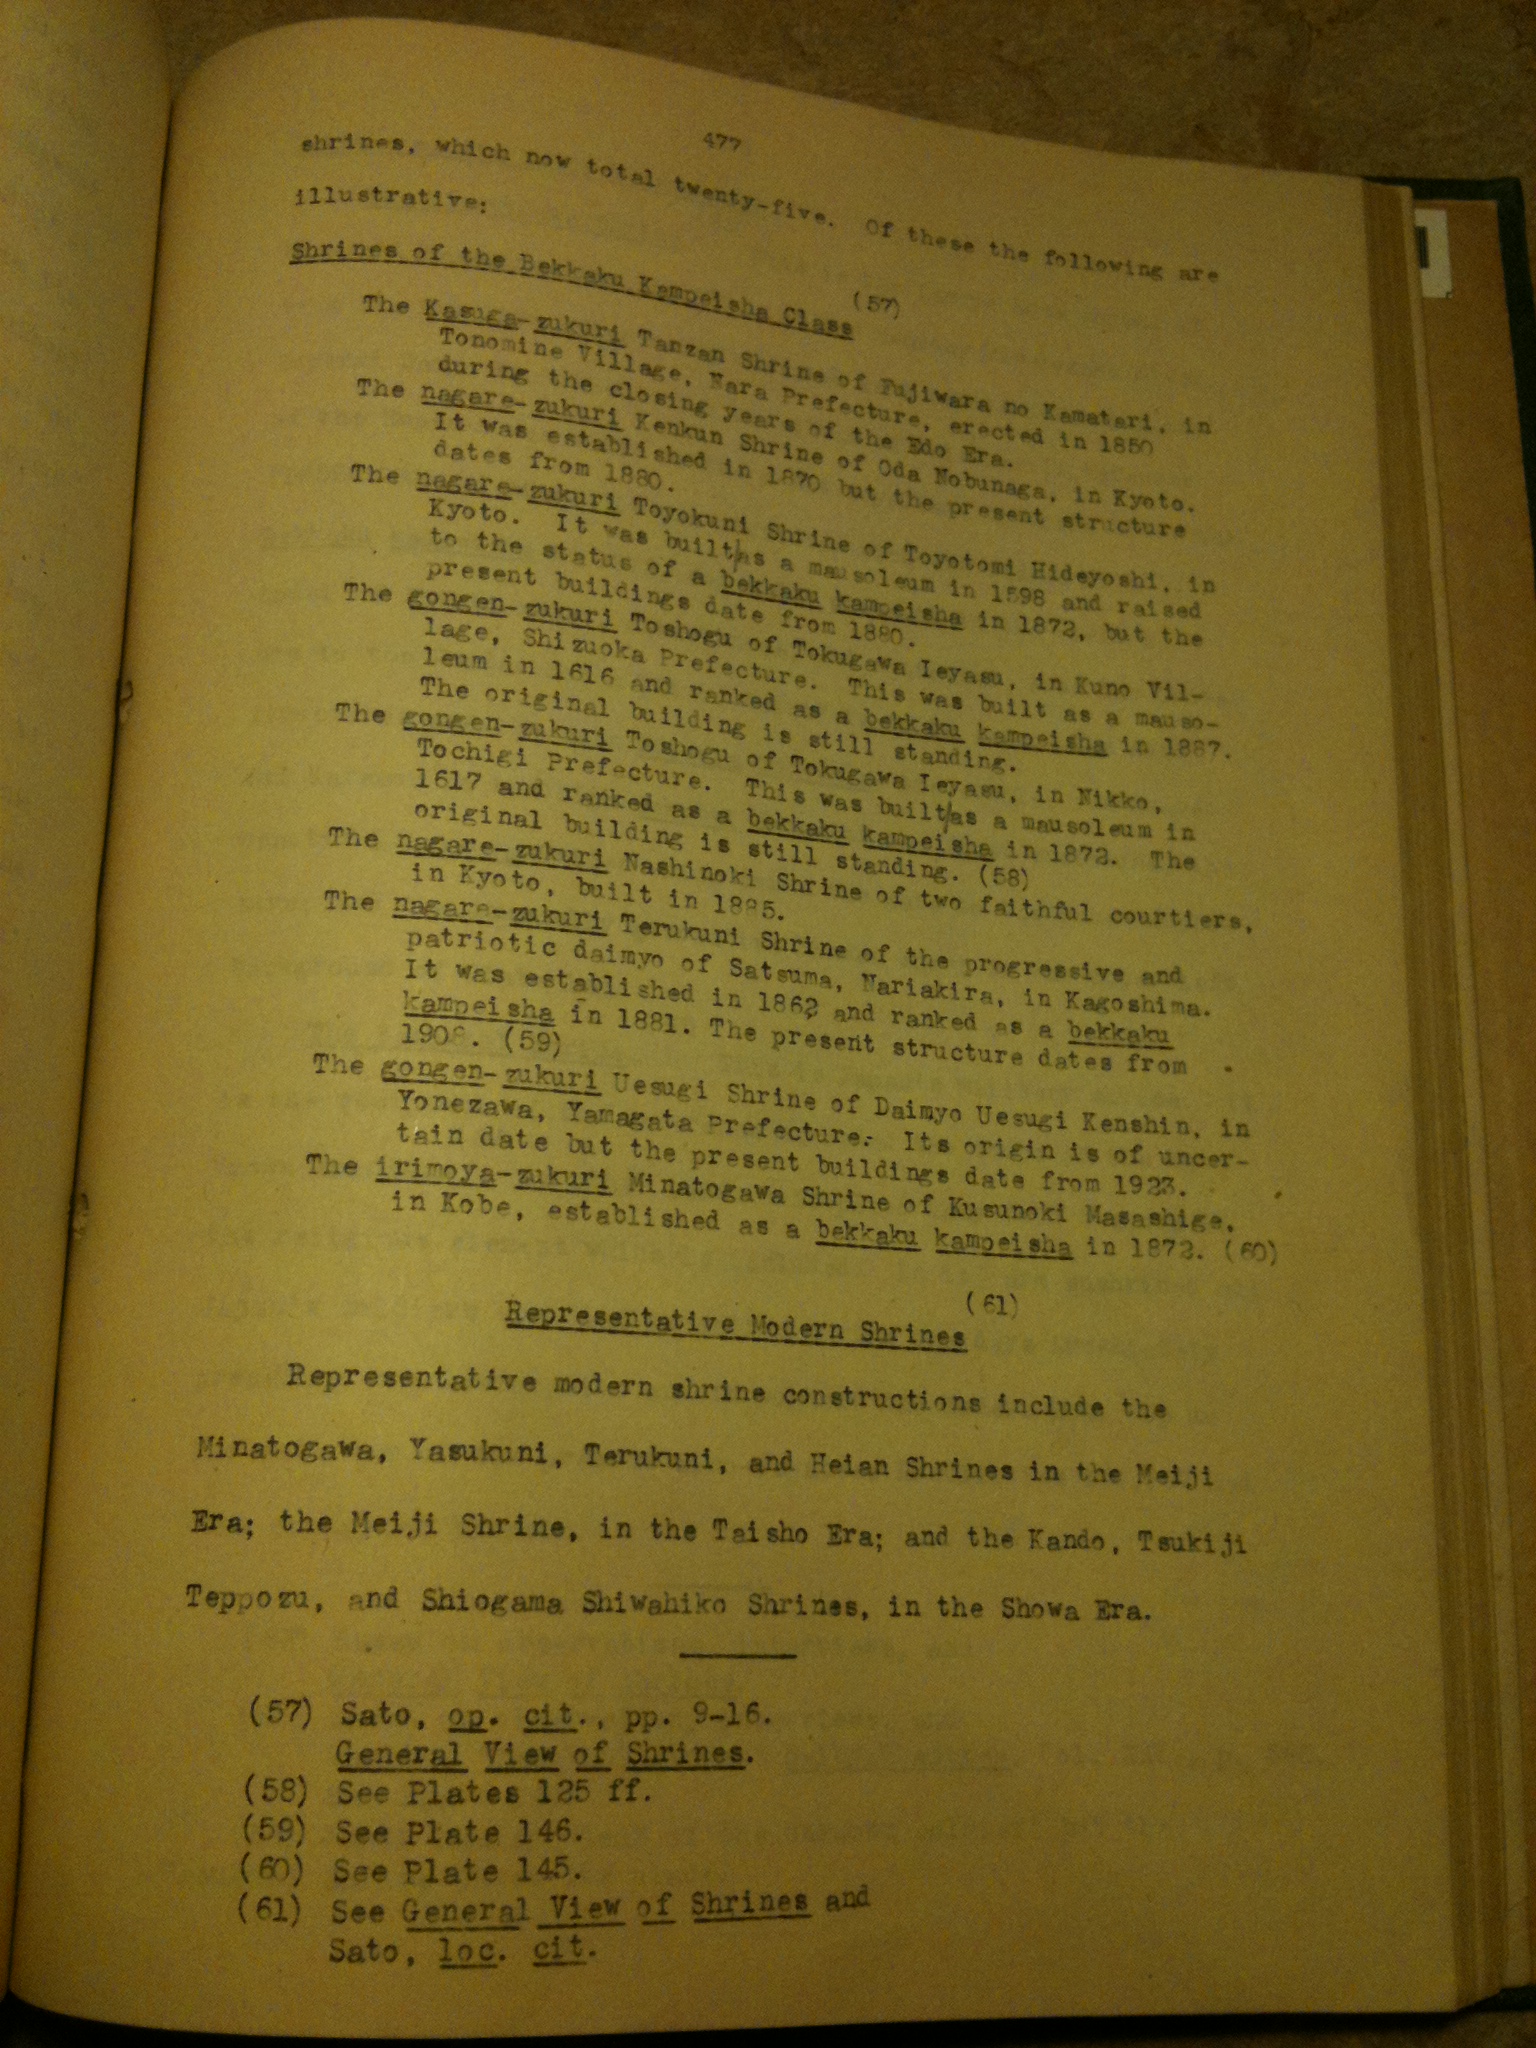 477
shrines, which now total twenty-five. Of these the following are
illustrative:
Shrines of the Bekkaku Kampeisha Class (57)
The Kasuga-zukuri Tanzan Shrine of Fujiwara no Kamatari, in
Tonomine Village, Nara Prefecture, erected in 1850
during the closing years of the Edo Era.
The nagare-zukuri Kenkun Shrine of Oda Nobunaga, in Kyoto.
It was established in 1870 but the present structure
dates from 1880.
The nagare-zukuri Toyokuni Shrine of Toyotomi Hideyoshi, in
Kyoto. It was built as a mausoleum in 1598 and raised
to the status of a bekkaku kampeisha in 1872, but the
present buildings date from 1880.
The gongen-zukuri Toshogu of Tokugawa Ieyasu, in Kuno Vil-
lage, Shizuoka Prefecture. This was built as a mauso-
leum in 1616 and ranked as a bekkaku kampeisha in 1887.
The original building is still standing.
The gongen-zukuri Toshogu of Tokugawa Ieyasu, in Nikko,
Tochigi Prefecture. This was built as a mausoleum in
1617 and ranked as a bekkaku kampeisha in 1872. The
original building is still standing. (58)
The nagare-zukuri Nashinoki Shrine of two faithful courtiers,
in Kyoto, built in 1885.
The nagare-zukuri Terukuni Shrine of the progressive and
patriotic daimyo of Satsuma, Nariakira, in Kagoshima.
It was established in 1862 and ranked as a bekkaku
kampeisha in 1881. The present structure dates from
1908. (59)
The gongen-zukuri Uesugi Shrine of Daimyo Uesugi Kenshin, in
Yonezawa, Yamagata Prefecture. Its origin is of uncer-
tain date but the present buildings date from 1923.
The irimoya-zukuri Minatogawa Shrine of Kusunoki Masashige,
in Kobe, established as a bekkaku kampeisha in 1872. (60)
Representative Modern Shrines (61)
Representative modern shrine constructions include the
Minatogawa, Yasukuni, Terukuni, and Heian Shrines in the Meiji
Era; the Meiji Shrine, in the Taisho Era; and the Kando, Tsukiji
Teppozu, and Shiogama Shiwahiko Shrines, in the Showa Era.
(57) Sato, op. cit., pp. 9-16.
General View of Shrines.
(58) See Plates 125 ff.
(59) See Plate 146.
(60) See Plate 145.
(61) See General View of Shrines and
Sato, loc. cit.